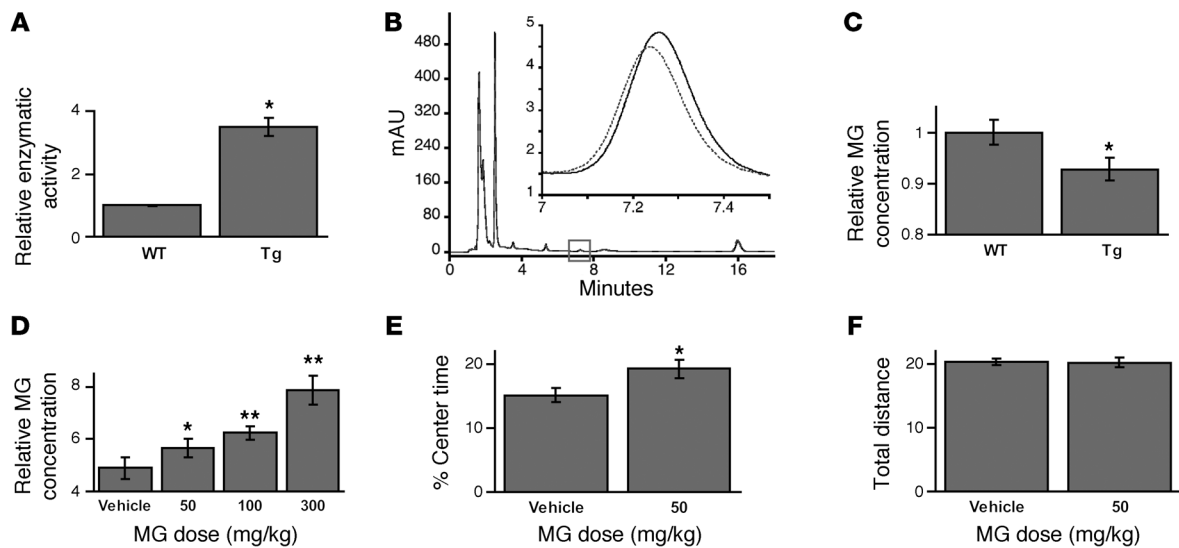 A
Relative enzymatic
activity
4
2
0
*
WT
Tg
B
mAU
480
400
320
240
160
80
0
0
4
8
12
16
Minutes
5
4
3
2
1
7
7.2
7.4
C
Relative MG
concentration
1
0.9
0.8
*
WT
Tg
D
Relative MG
concentration
8
6
4
*
**
**
Vehicle
50
100
300
MG dose (mg/kg)
E
% Center time
20
10
0
*
Vehicle
50
MG dose (mg/kg)
F
Total distance
20
10
0
Vehicle
50
MG dose (mg/kg)